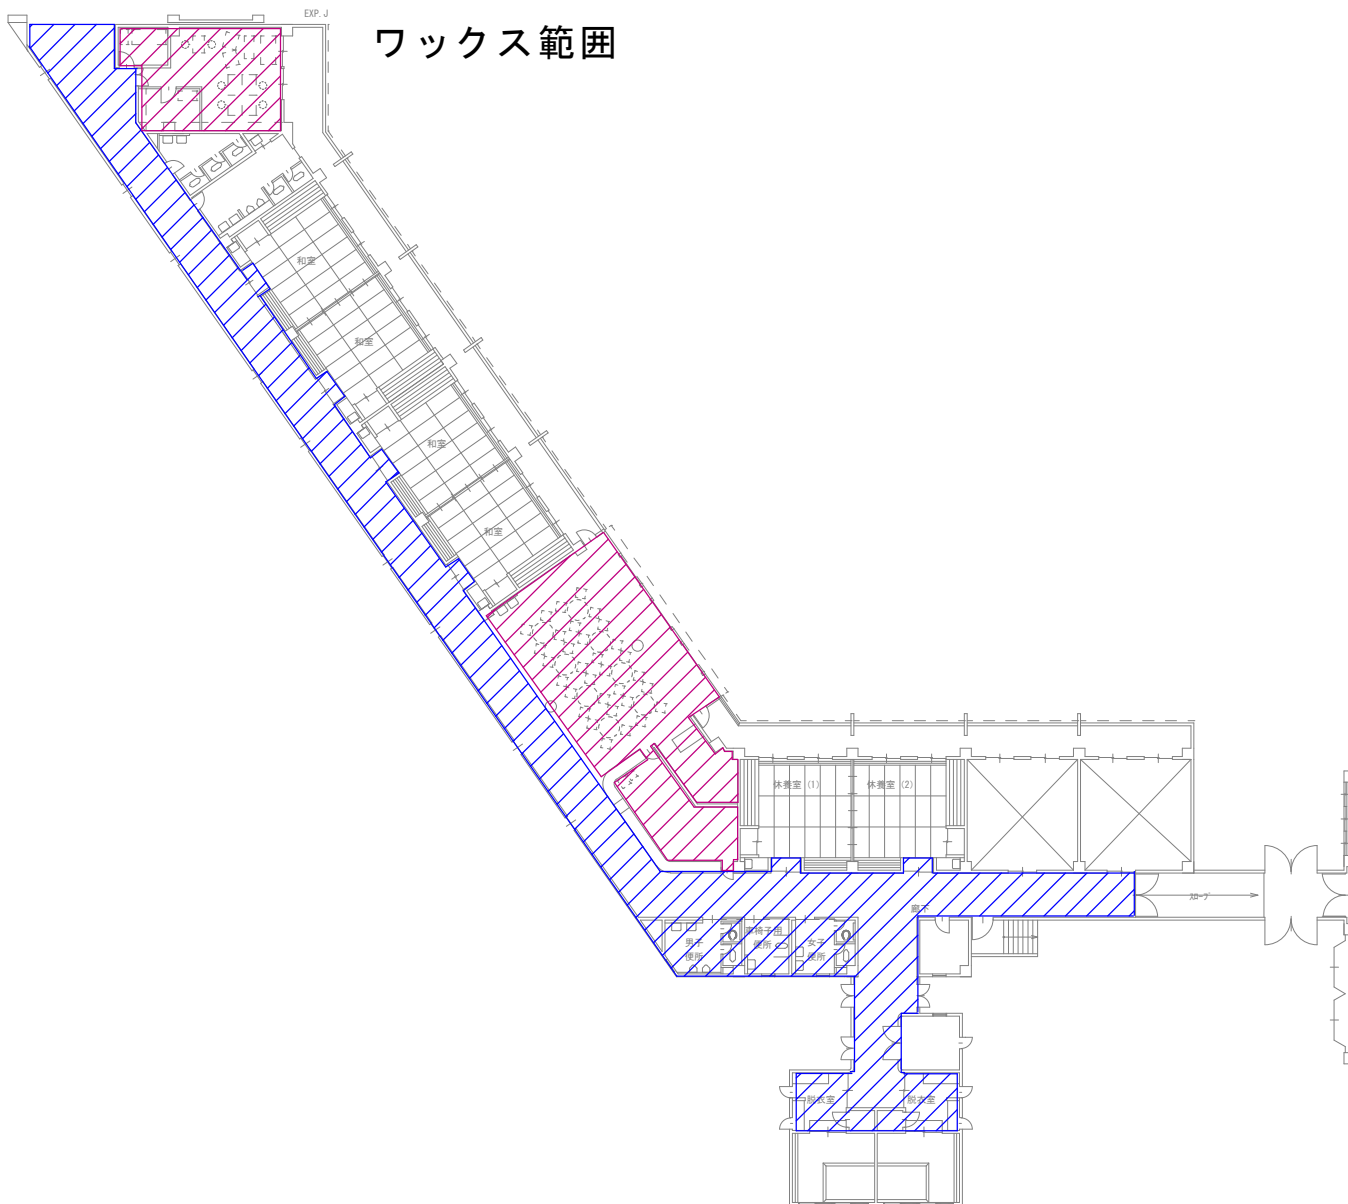 EXP.J
ワックス範囲
和室
和室
和室
和室
休養室(1)
休養室(2)
廊下
スロープ
男子
便所
車椅子用
便所
女子
便所
脱衣室
脱衣室